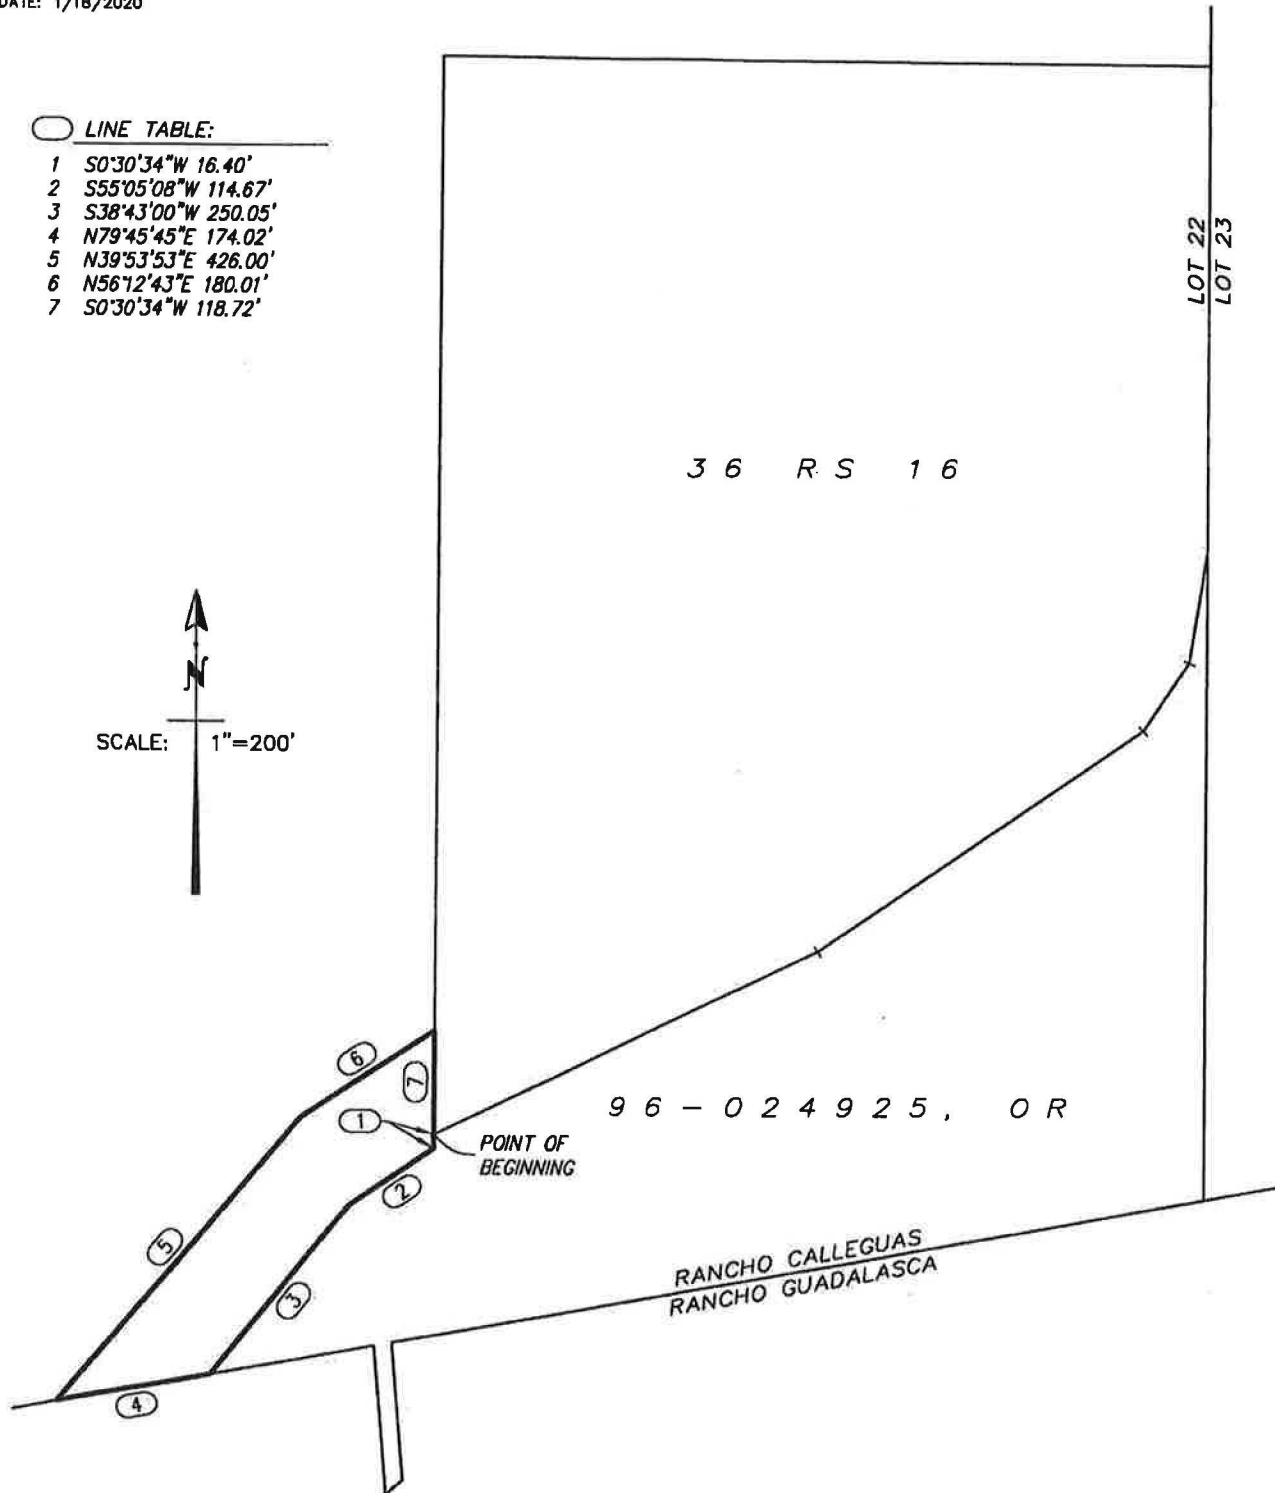 DATE: 1/16/2020
LINE TABLE:
1 S0°30'34"W 16.40'
2 S55°05'08"W 114.67'
3 S38°43'00"W 250.05'
4 N79°45'45"E 174.02'
5 N39°53'53"E 426.00'
6 N56°12'43"E 180.01'
7 S0°30'34"W 118.72'
LOT 22
LOT 23
36 RS 16
N
SCALE: 1"=200'
6
7
1
96-024925, OR
POINT OF
BEGINNING
2
5
3
RANCHO CALLEGUAS
RANCHO GUADALASCA
4